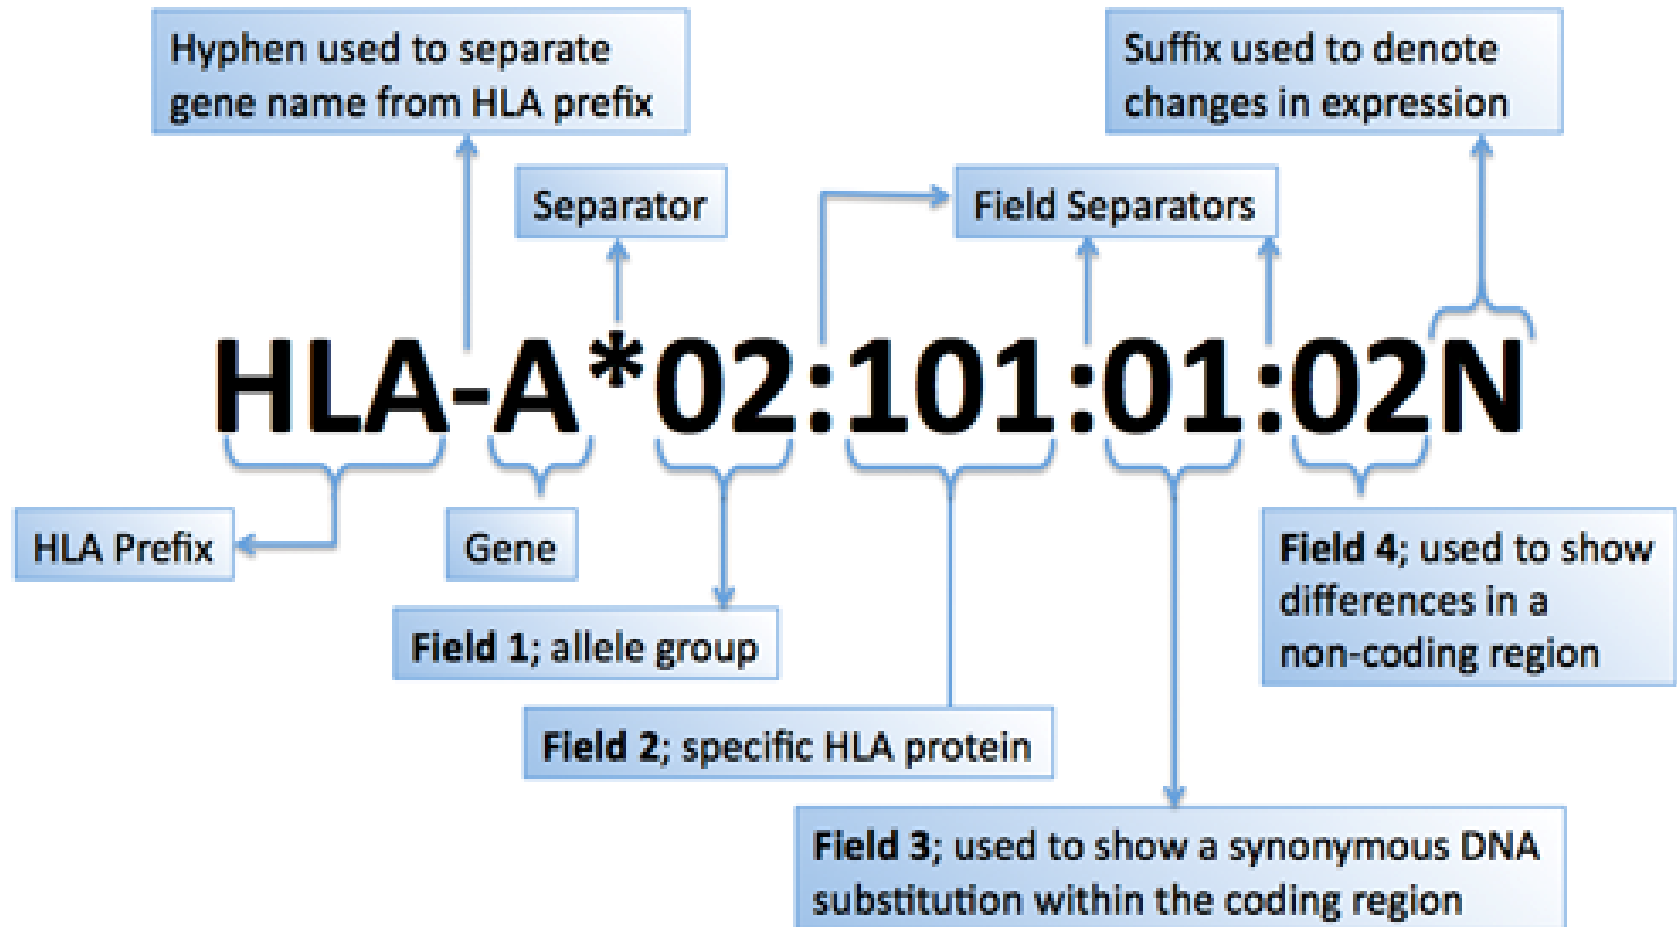 Hyphen used to separate
gene name from HLA prefix
Suffix used to denote
changes in expression
Separator
Field Separators
HLA-A*02:101:01:02N
HLA Prefix
Gene
Field 4; used to show
differences in a
non-coding region
Field 1; allele group
Field 2; specific HLA protein
Field 3; used to show a synonymous DNA
substitution within the coding region